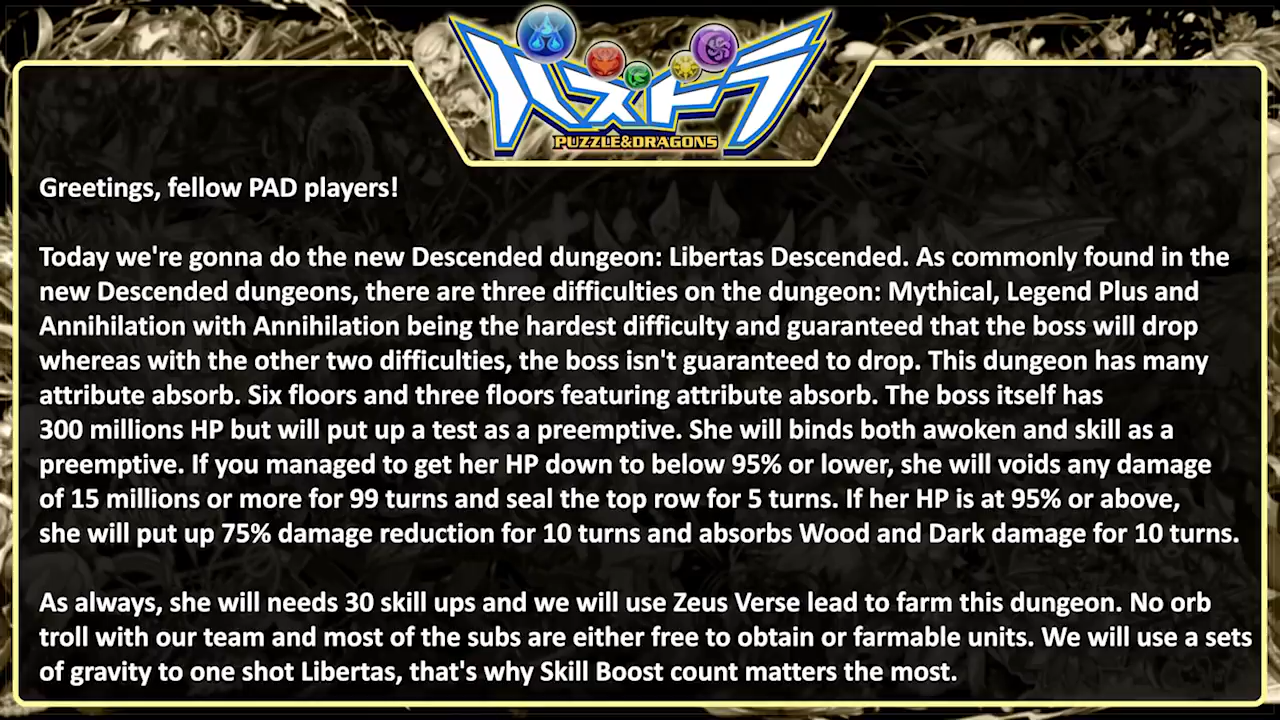 パズドラ
PUZZLE&DRAGONS
Greetings, fellow PAD players!
Today we're gonna do the new Descended dungeon: Libertas Descended. As commonly found in the
new Descended dungeons, there are three difficulties on the dungeon: Mythical, Legend Plus and
Annihilation with Annihilation being the hardest difficulty and guaranteed that the boss will drop
whereas with the other two difficulties, the boss isn't guaranteed to drop. This dungeon has many
attribute absorb. Six floors and three floors featuring attribute absorb. The boss itself has
300 millions HP but will put up a test as a preemptive. She will binds both awoken and skill as a
preemptive. If you managed to get her HP down to below 95% or lower, she will voids any damage
of 15 millions or more for 99 turns and seal the top row for 5 turns. If her HP is at 95% or above,
she will put up 75% damage reduction for 10 turns and absorbs Wood and Dark damage for 10 turns.
As always, she will needs 30 skill ups and we will use Zeus Verse lead to farm this dungeon. No orb
troll with our team and most of the subs are either free to obtain or farmable units. We will use a sets
of gravity to one shot Libertas, that's why Skill Boost count matters the most.